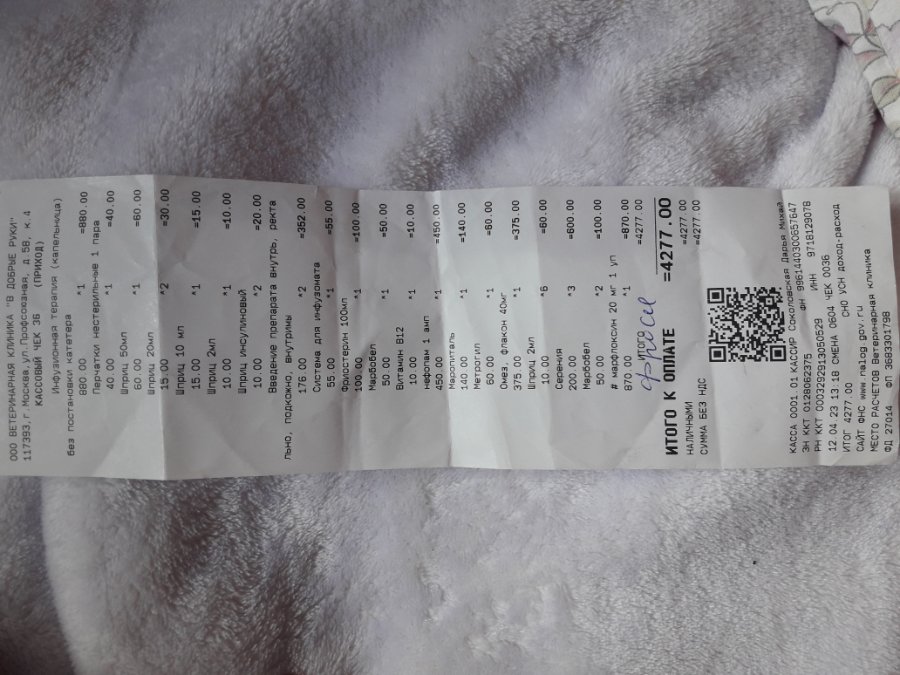 ООО ВЕТЕРИНАРНАЯ КЛИНИКА "В ДОБРЫЕ РУКИ"
117393,г.Москва,ул.Профсоюзная, д.58, к.4
КАССОВЫЙ ЧЕК 36 (ПРИХОД)
Инфузионная терапия (капельница)
без постановки катетера
880.00 *1 =880.00
Перчатки нестерильные 1 пара
40.00 *1 =40.00
Шприц 50мл
60.00 *1 =60.00
Шприц 20мл
15.00 *2 =30.00
Шприц 10 мл
15.00 *1 =15.00
Шприц 2мл
10.00 *1 =10.00
Шприц инсулиновый
10.00 *2 =20.00
Введение препарата внутрь, ректа
льно, подкожно, внутримы
176.00 *2 =352.00
Система для инфузомата
55.00 *1 =55.00
Фриостерин 100мл
100.00 *1 =100.00
Марбобел
50.00 *1 =50.00
Витамин В12
10.00 *1 =10.00
нефопам 1 амп
450.00 *1 =450.00
Маропиталь
140.00 *1 =140.00
Метрогил
60.00 *1 =60.00
Омез, флакон 40мг
375.00 *1 =375.00
Шприц 2мл
10.00 *6 =60.00
Серения
200.00 *3 =600.00
Марбобел
50.00 *2 =100.00
# мадолоксин 20 мг 1 уп
870.00 *1 =870.00
ИТОГО =4277.00
Фроси
ИТОГО К ОПЛАТЕ =4277.00
НАЛИЧНЫМИ =4277.00
СУММА БЕЗ НДС =4277.00
КАССА 0001 01 КАССИР Соколовская Дарья Михай
ЗН ККТ 0128062375 ФН 9961440300657647
РН ККТ 0003292913050529 ИНН 9718129078
12.04.23 13:18 СМЕНА 0604 ЧЕК 0036
ИТОГ 4277.00 СНО УСН доход-расход
САЙТ ФНС www.nalog.gov.ru
МЕСТО РАСЧЕТОВ Ветеринарная клиника
ФД 27014 ФП 3683301798